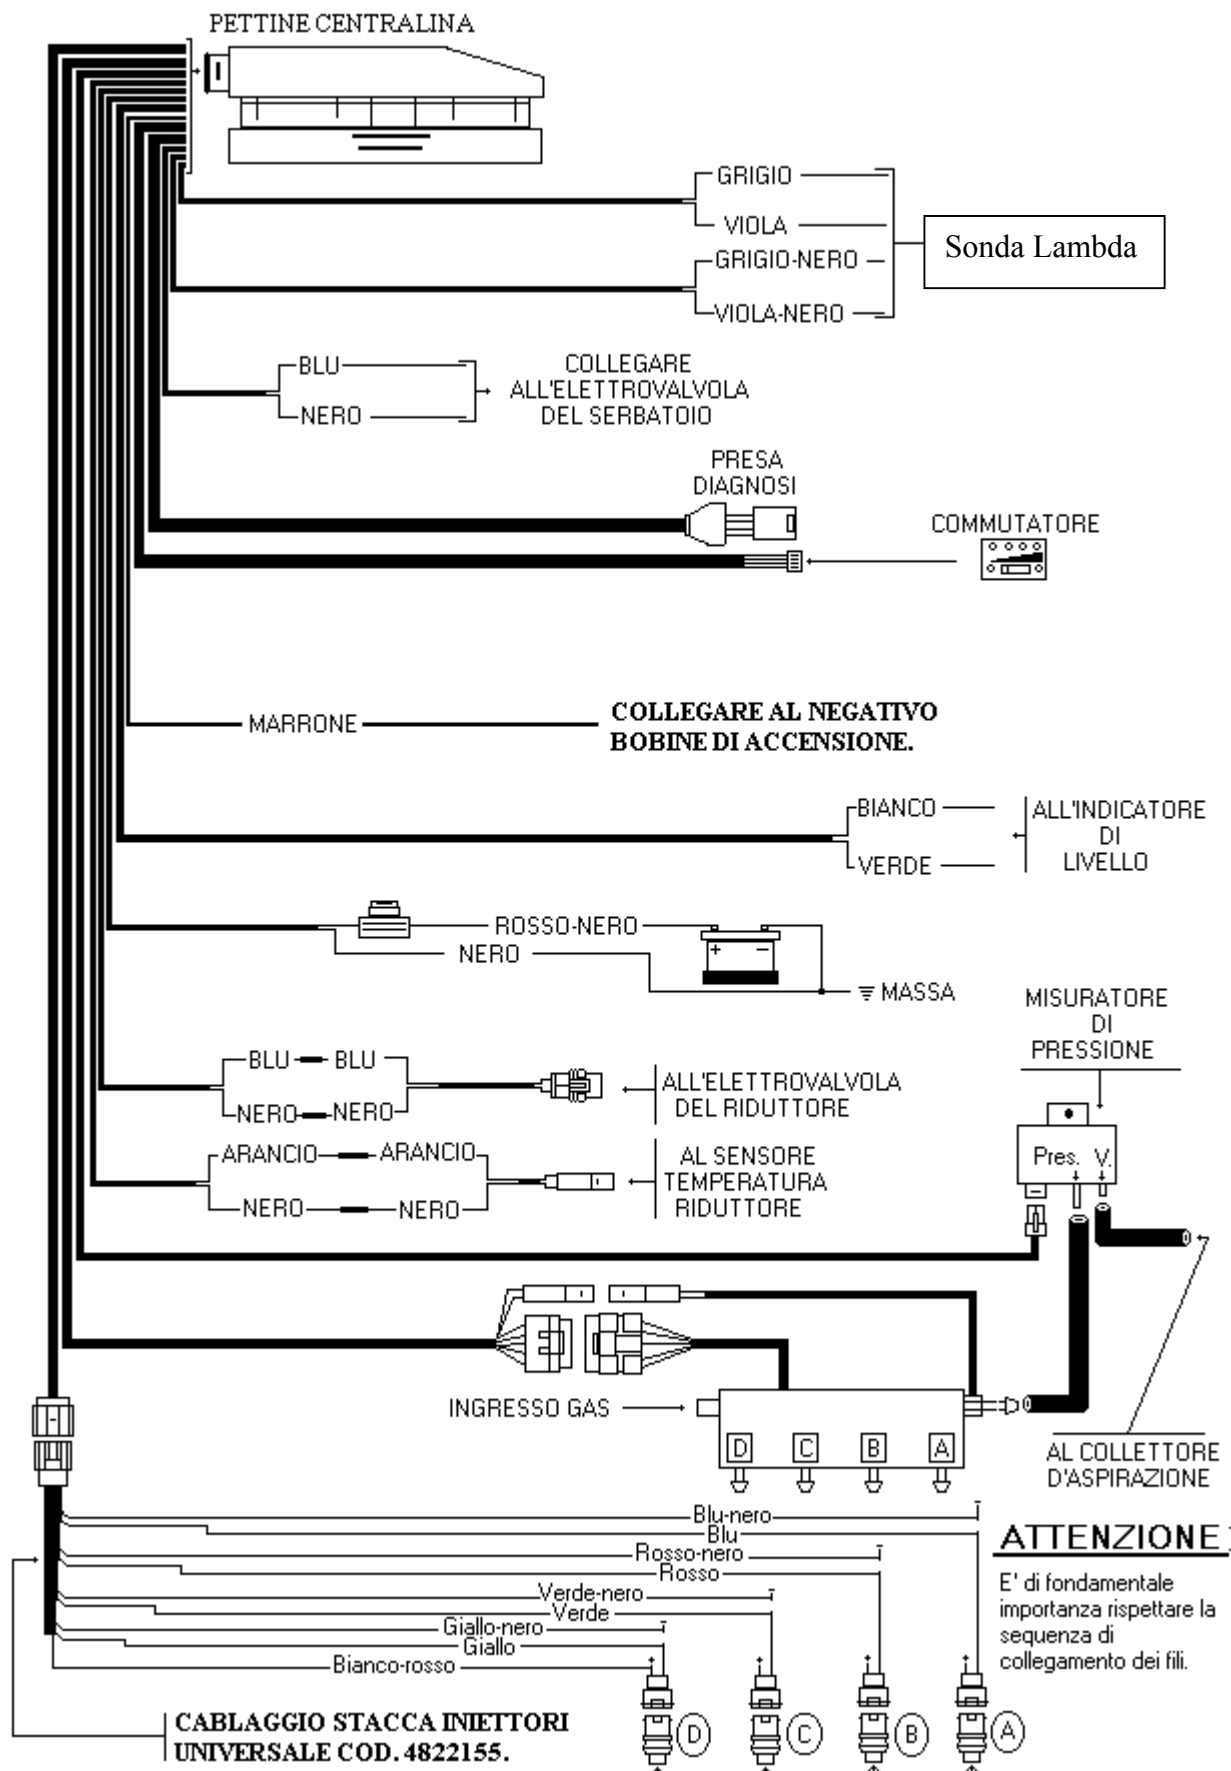 PETTINE CENTRALINA
GRIGIO
VIOLA
GRIGIO-NERO
VIOLA-NERO
Sonda Lambda
BLU
NERO
COLLEGARE
ALL'ELETTROVALVOLA
DEL SERBATOIO
PRESA
DIAGNOSI
COMMUTATORE
MARRONE
COLLEGARE AL NEGATIVO
BOBINE DI ACCENSIONE.
BIANCO
VERDE
ALL'INDICATORE
DI
LIVELLO
ROSSO-NERO
NERO
+ −
MASSA
MISURATORE
DI
PRESSIONE
BLU BLU
NERO NERO
ALL'ELETTROVALVOLA
DEL RIDUTTORE
ARANCIO ARANCIO
NERO NERO
AL SENSORE
TEMPERATURA
RIDUTTORE
Pres. V.
INGRESSO GAS
D C B A
AL COLLETTORE
D'ASPIRAZIONE
Blu-nero
Blu
Rosso-nero
Rosso
Verde-nero
Verde
Giallo-nero
Giallo
Bianco-rosso
ATTENZIONE:
E' di fondamentale
importanza rispettare la
sequenza di
collegamento dei fili.
CABLAGGIO STACCA INIETTORI
UNIVERSALE COD. 4822155.
D C B A